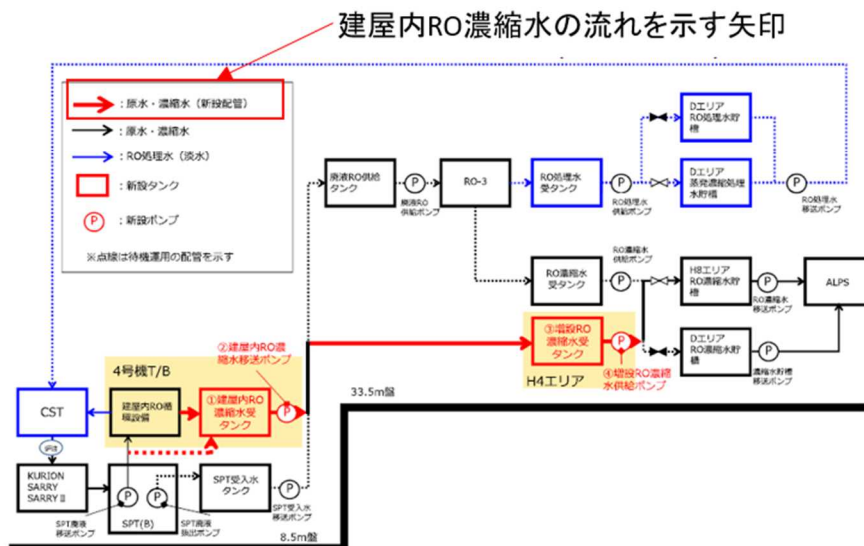 建屋内RO濃縮水の流れを示す矢印
：原水・濃縮水（新設配管）
：原水・濃縮水
：RO処理水（淡水）
：新設タンク
P
：新設ポンプ
※点線は待機運用の配管を示す
廃液RO供給
タンク
P
廃液RO
供給ポンプ
RO-3
RO処理水
受タンク
P
RO処理水
供給ポンプ
Dエリア
RO処理水貯
槽
Dエリア
蒸発濃縮処理
水貯槽
P
RO処理水
移送ポンプ
RO濃縮水
受タンク
RO濃縮水
供給ポンプ
P
H8エリア
RO濃縮水貯
槽
P
RO濃縮水
移送ポンプ
ALPS
Dエリア
RO濃縮水貯
槽
P
濃縮水貯槽
移送ポンプ
③増設RO
濃縮水受
タンク
P
④増設RO濃縮
水供給ポンプ
H4エリア
②建屋内RO濃
縮水移送ポンプ
4号機T/B
建屋内RO循
環設備
①建屋内RO
濃縮水受
タンク
P
33.5m盤
CST
KURION
SARRY
SARRYⅡ
P
P
SPT廃液
移送ポンプ
SPT(B)
SPT廃液
抜出ポンプ
SPT受入水
タンク
P
SPT受入水
移送ポンプ
8.5m盤